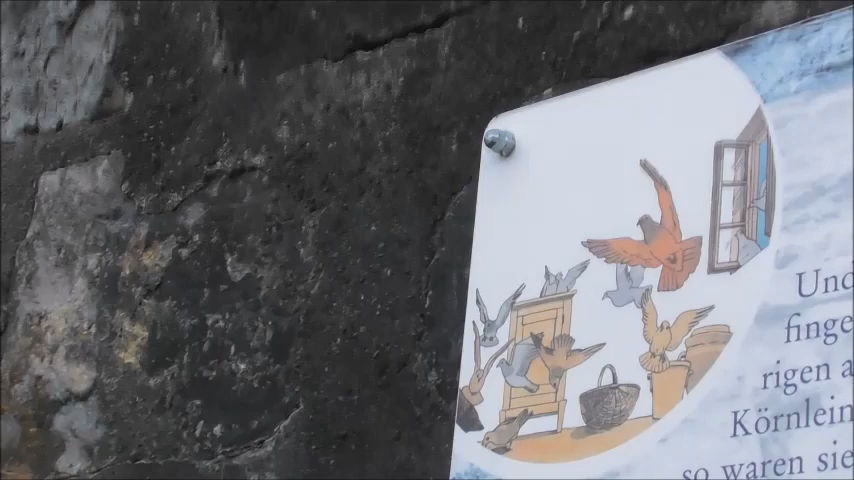 Und
finge
rigen a
Körnlein
so waren sie